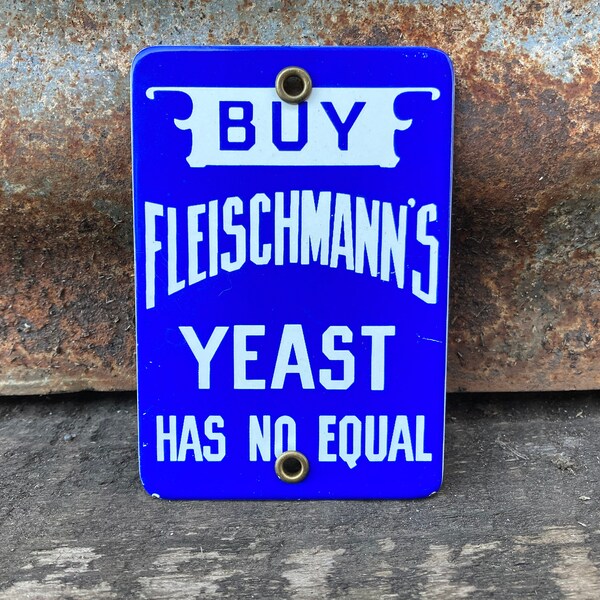 BUY
FLEISCHMANN'S
YEAST
HAS NO EQUAL